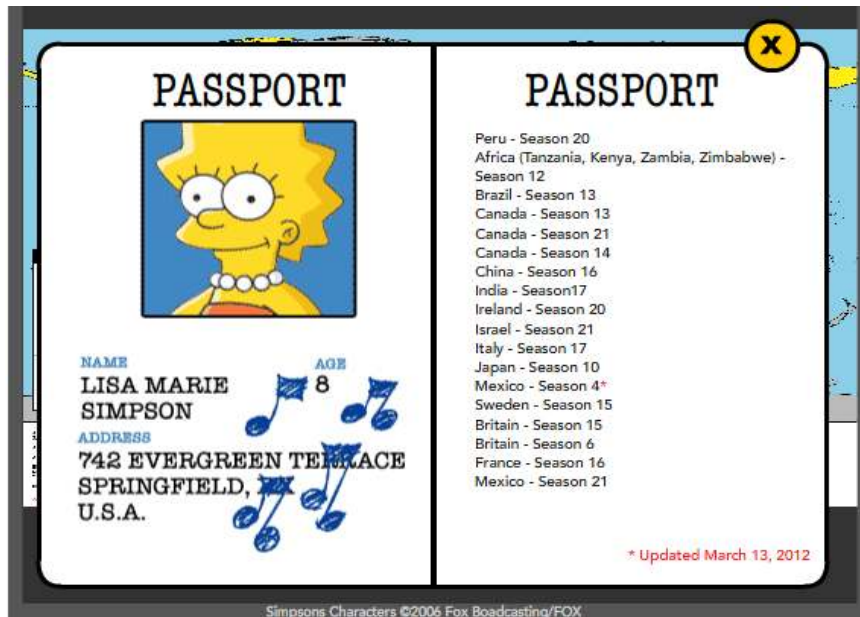 X
PASSPORT
NAME
AGE
LISA MARIE
8
SIMPSON
ADDRESS
742 EVERGREEN TERRACE
SPRINGFIELD,
U.S.A.
PASSPORT
Peru - Season 20
Africa (Tanzania, Kenya, Zambia, Zimbabwe) -
Season 12
Brazil - Season 13
Canada - Season 13
Canada - Season 21
Canada - Season 14
China - Season 16
India - Season17
Ireland - Season 20
Israel - Season 21
Italy - Season 17
Japan - Season 10
Mexico - Season 4*
Sweden - Season 15
Britain - Season 15
Britain - Season 6
France - Season 16
Mexico - Season 21
* Updated March 13, 2012
Simpsons Characters ©2006 Fox Boadcasting/FOX